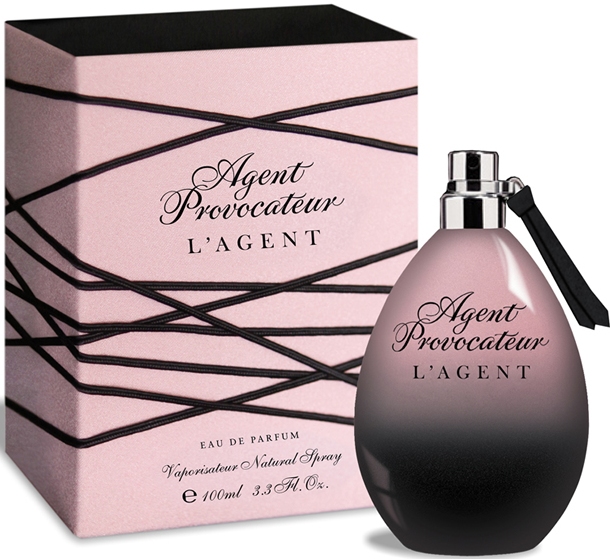 Agent
Provocateur
L'AGENT
EAU DE PARFUM
Vaporisateur Natural Spray
℮ 100ml 3.3 Fl. Oz.
Agent
Provocateur
L'AGENT